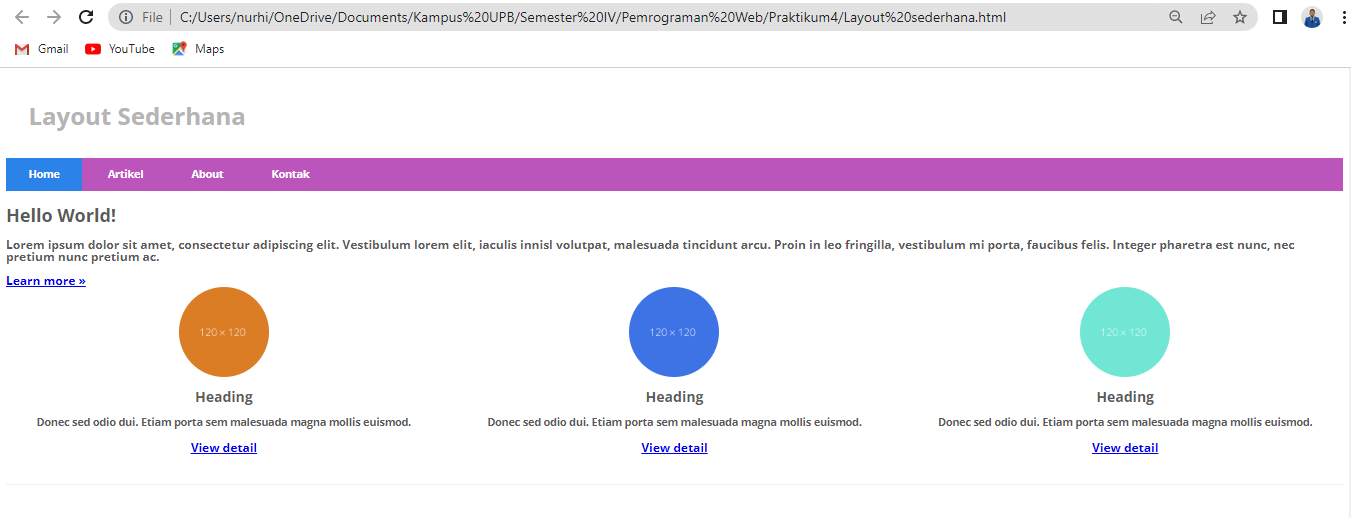 File | C:/Users/nurhi/OneDrive/Documents/Kampus%20UPB/Semester%20IV/Pemrograman%20Web/Praktikum4/Layout%20sederhana.html
Gmail YouTube Maps
Layout Sederhana
Home Artikel About Kontak
Hello World!
Lorem ipsum dolor sit amet, consectetur adipiscing elit. Vestibulum lorem elit, iaculis innisl volutpat, malesuada tincidunt arcu. Proin in leo fringilla, vestibulum mi porta, faucibus felis. Integer pharetra est nunc, nec
pretium nunc pretium ac.
Learn more »
120 × 120 120 × 120 120 × 120
Heading Heading Heading
Donec sed odio dui. Etiam porta sem malesuada magna mollis euismod. Donec sed odio dui. Etiam porta sem malesuada magna mollis euismod. Donec sed odio dui. Etiam porta sem malesuada magna mollis euismod.
View detail View detail View detail